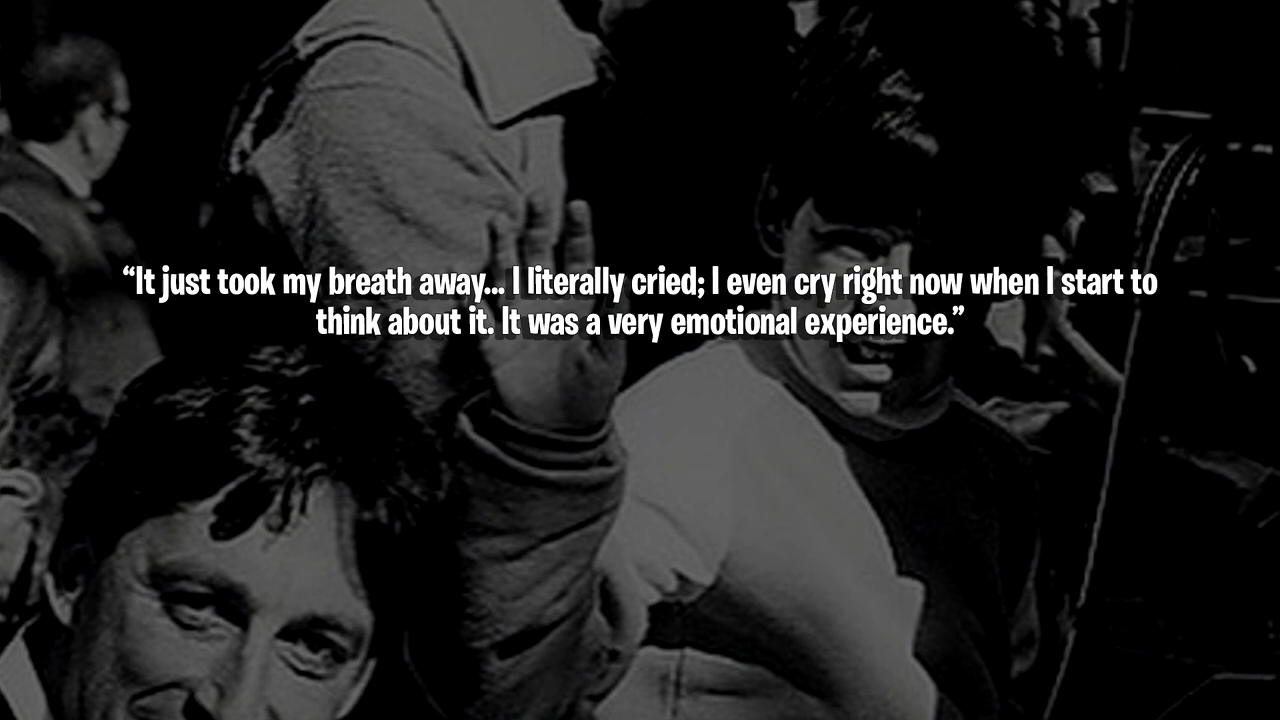 “It just took my breath away... I literally cried; I even cry right now when I start to
think about it. It was a very emotional experience.”